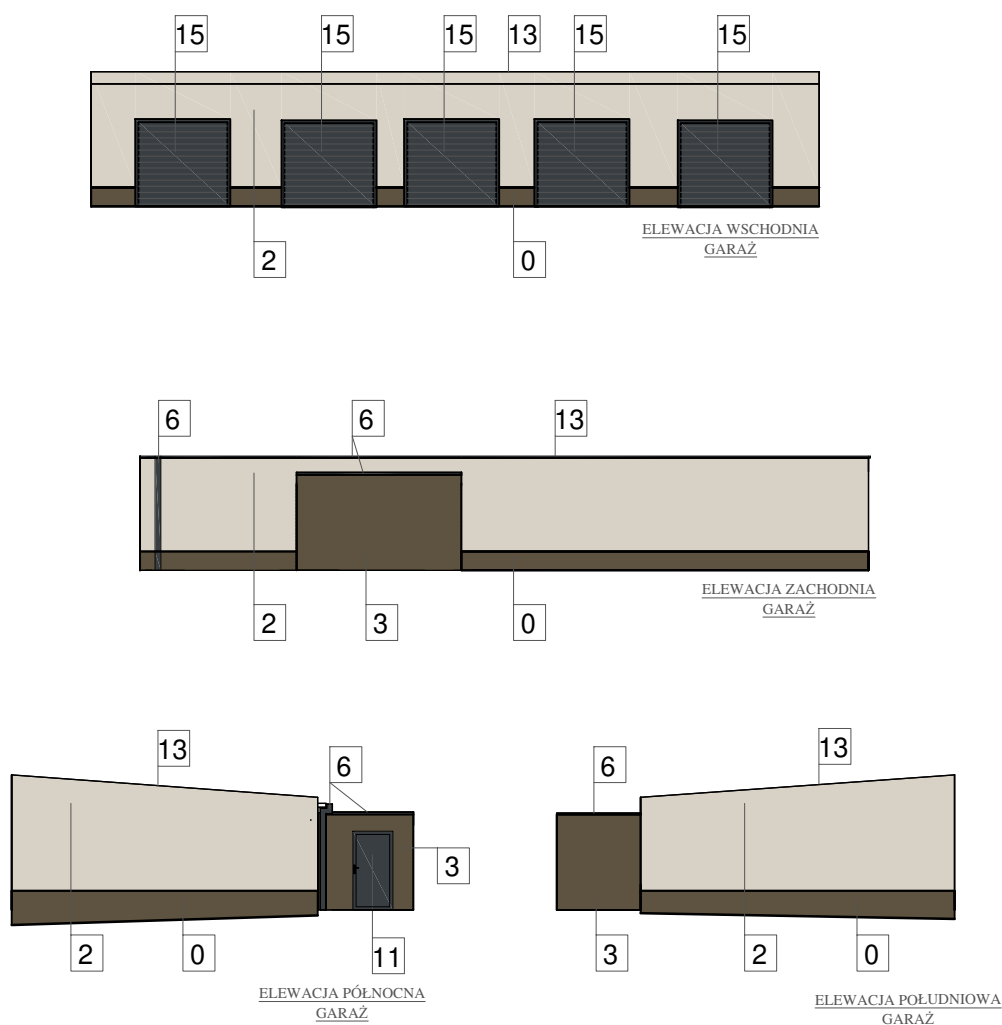 15 15 15 13 15 15
ELEWACJA WSCHODNIA
GARAŻ
2 0
6 6 13
ELEWACJA ZACHODNIA
GARAŻ
2 3 0
13 6
3
2 0 11
ELEWACJA PÓŁNOCNA
GARAŻ
6 13
3 2 0
ELEWACJA POŁUDNIOWA
GARAŻ